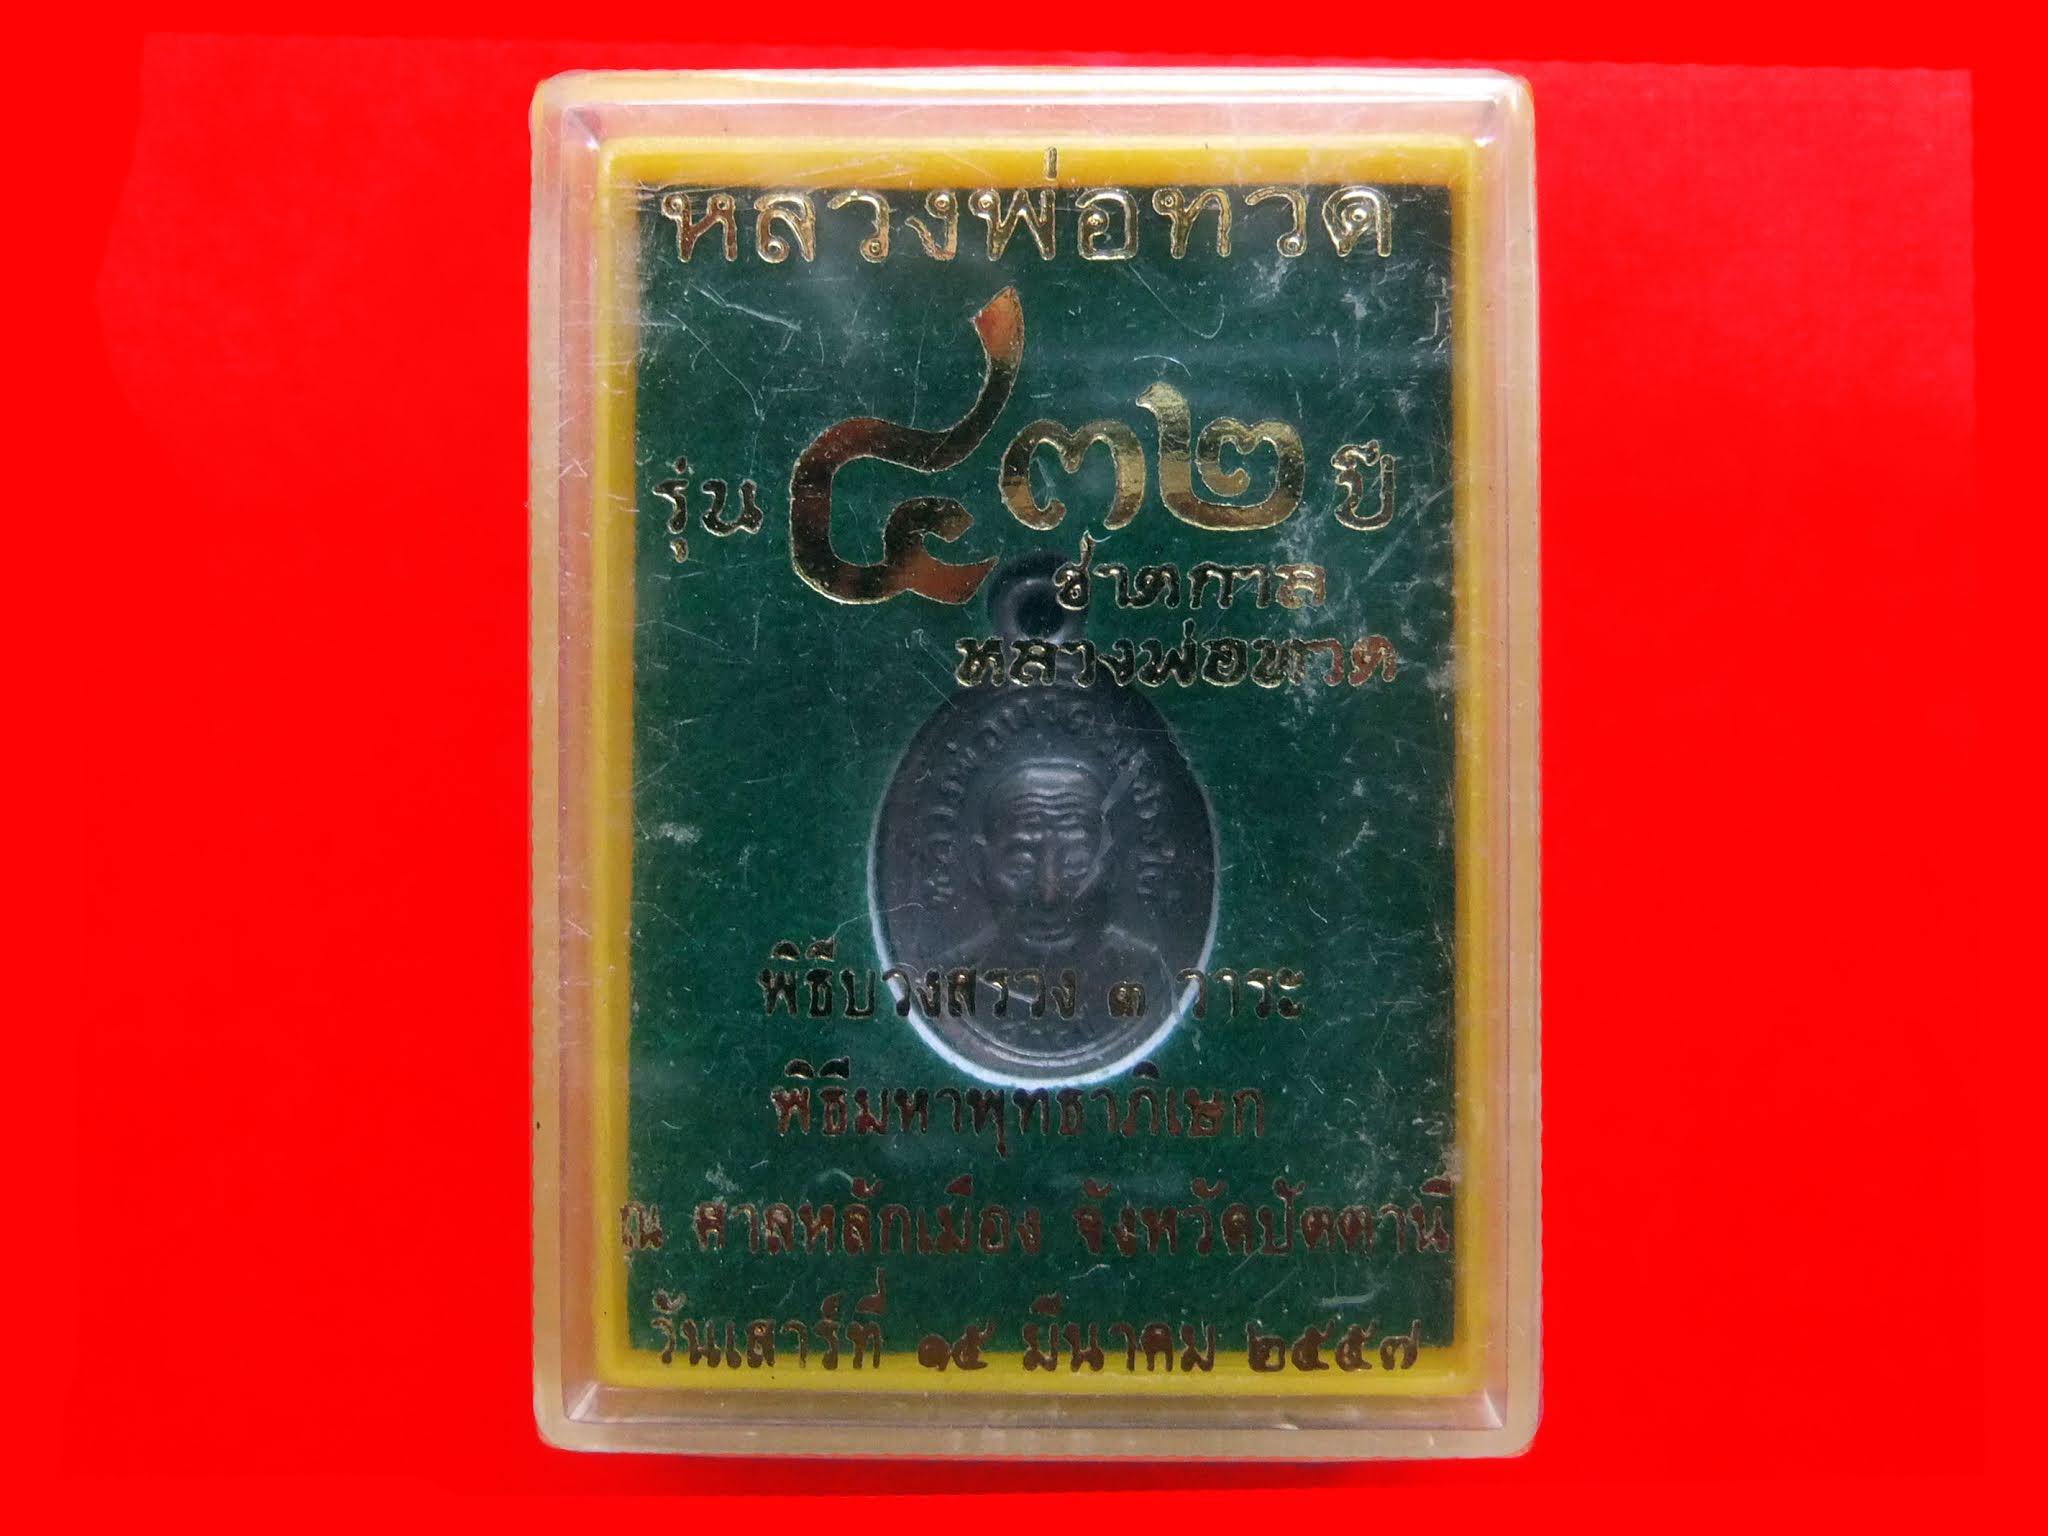 หลวงพ่อทวด
รุ่น ๔๓๒ ปี
ชาตกาล
หลวงพ่อทวด
พิธีบวงสรวง ๓ วาระ
พิธีมหาพุทธาภิเษก
ณ ศาลหลักเมือง จังหวัดปัตตานี
วันเสาร์ที่ ๑๕ มีนาคม ๒๕๕๗